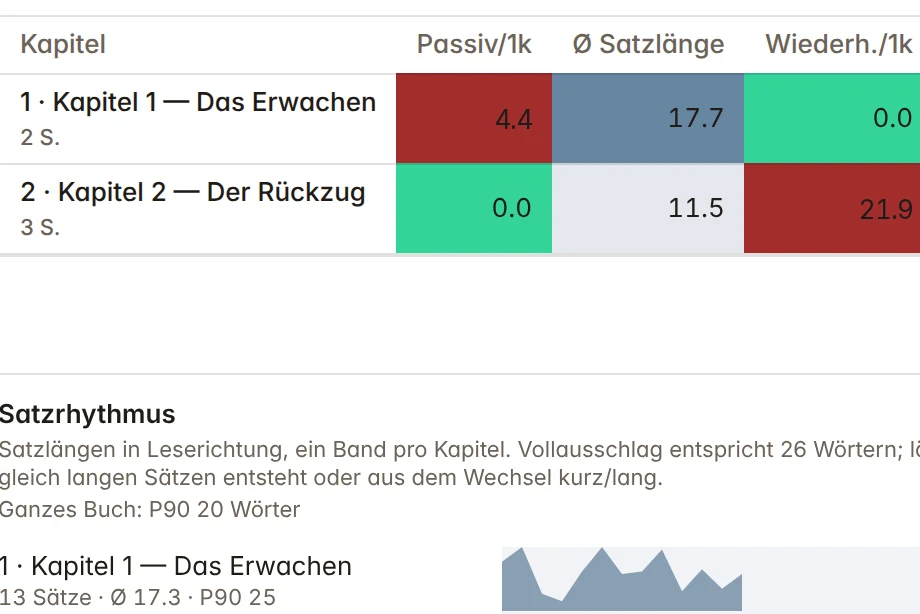 Kapitel Passiv/1k Ø Satzlänge Wiederh./1k
1 · Kapitel 1 — Das Erwachen 4.4 17.7 0.0
2 S.
2 · Kapitel 2 — Der Rückzug 0.0 11.5 21.9
3 S.
Satzrhythmus
Satzlängen in Leserichtung, ein Band pro Kapitel. Vollausschlag entspricht 26 Wörtern;
gleich langen Sätzen entsteht oder aus dem Wechsel kurz/lang.
Ganzes Buch: P90 20 Wörter
1 · Kapitel 1 — Das Erwachen
13 Sätze · Ø 17.3 · P90 25